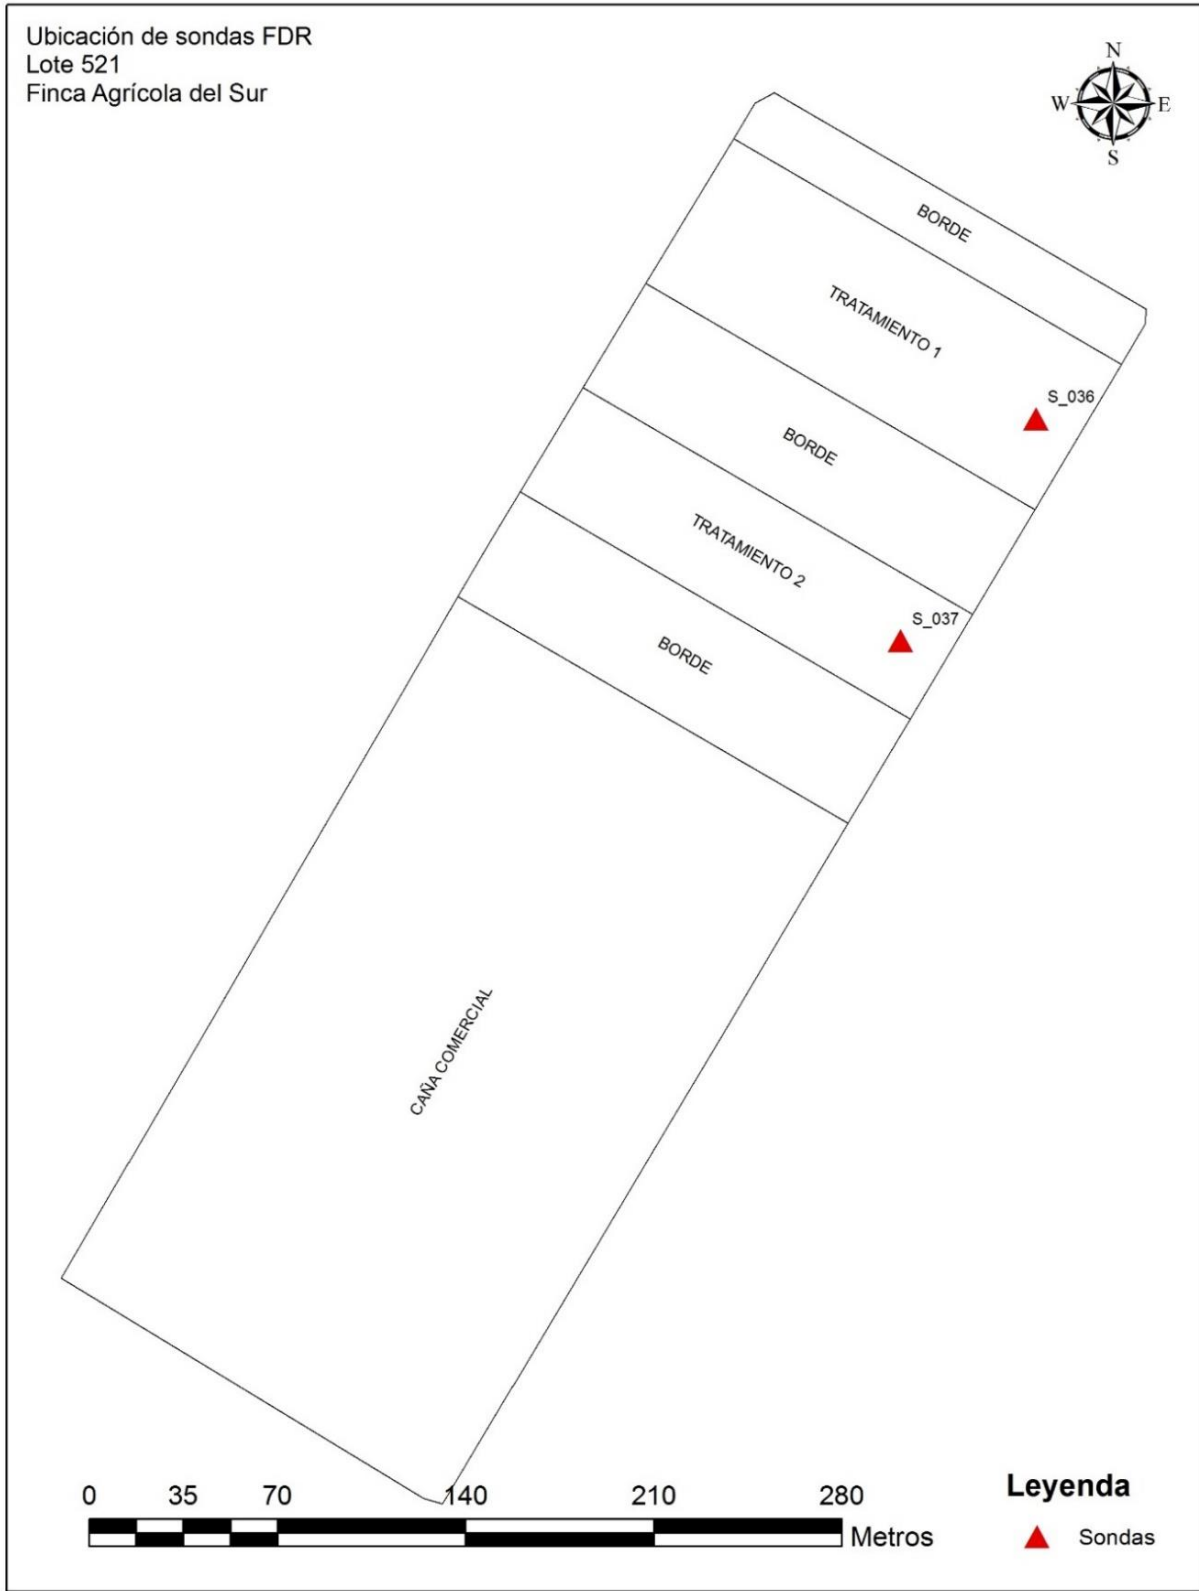 Ubicación de sondas FDR
Lote 521
Finca Agrícola del Sur
N
W E
S
BORDE
TRATAMIENTO 1
S_036
BORDE
TRATAMIENTO 2
S_037
BORDE
CAÑA COMERCIAL
0 35 70 140 210 280
Metros
Leyenda
Sondas